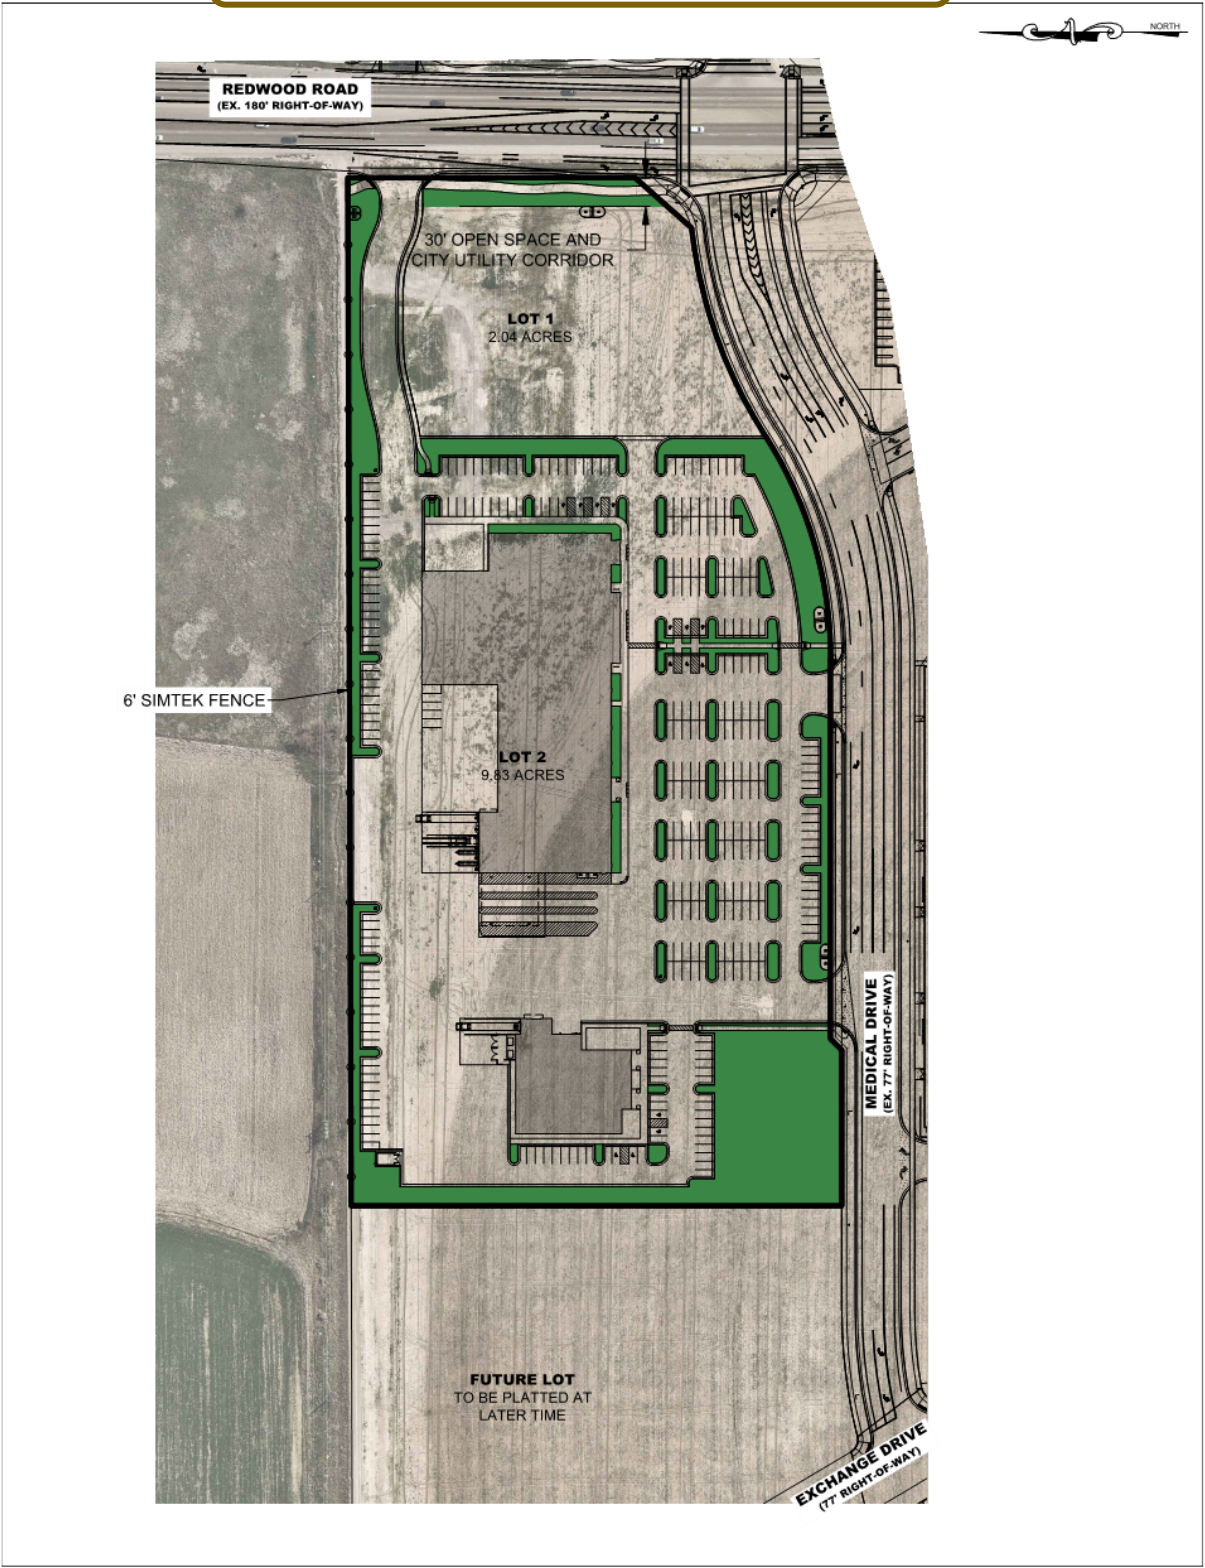 NORTH
REDWOOD ROAD
(EX. 180' RIGHT-OF-WAY)
30' OPEN SPACE AND
CITY UTILITY CORRIDOR
LOT 1
2.04 ACRES
6' SIMTEK FENCE
LOT 2
9.83 ACRES
MEDICAL DRIVE
(EX. 77' RIGHT-OF-WAY)
FUTURE LOT
TO BE PLATTED AT
LATER TIME
EXCHANGE DRIVE
(77' RIGHT-OF-WAY)